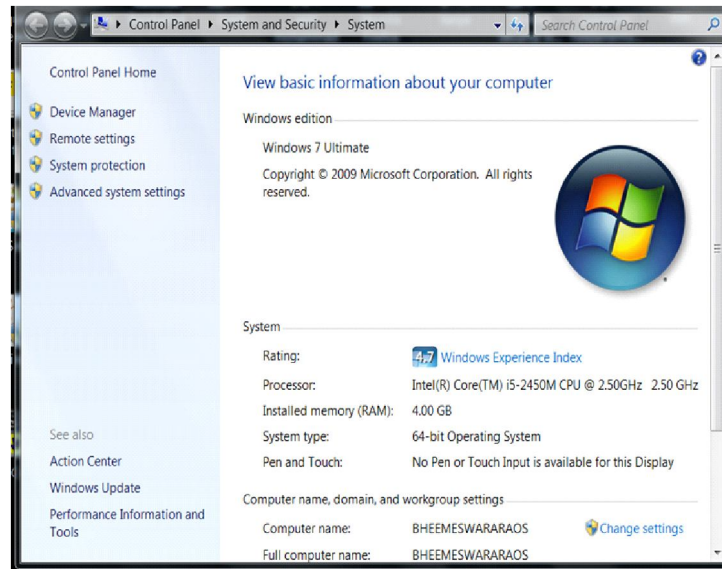 Control Panel ▸ System and Security ▸ System
Search Control Panel
Control Panel Home
Device Manager
Remote settings
System protection
Advanced system settings
See also
Action Center
Windows Update
Performance Information and
Tools
View basic information about your computer
Windows edition
Windows 7 Ultimate
Copyright © 2009 Microsoft Corporation. All rights
reserved.
System
Rating: 4,7 Windows Experience Index
Processor: Intel(R) Core(TM) i5-2450M CPU @ 2.50GHz 2.50 GHz
Installed memory (RAM): 4.00 GB
System type: 64-bit Operating System
Pen and Touch: No Pen or Touch Input is available for this Display
Computer name, domain, and workgroup settings
Computer name: BHEEMESWARARAOS Change settings
Full computer name: BHEEMESWARARAOS